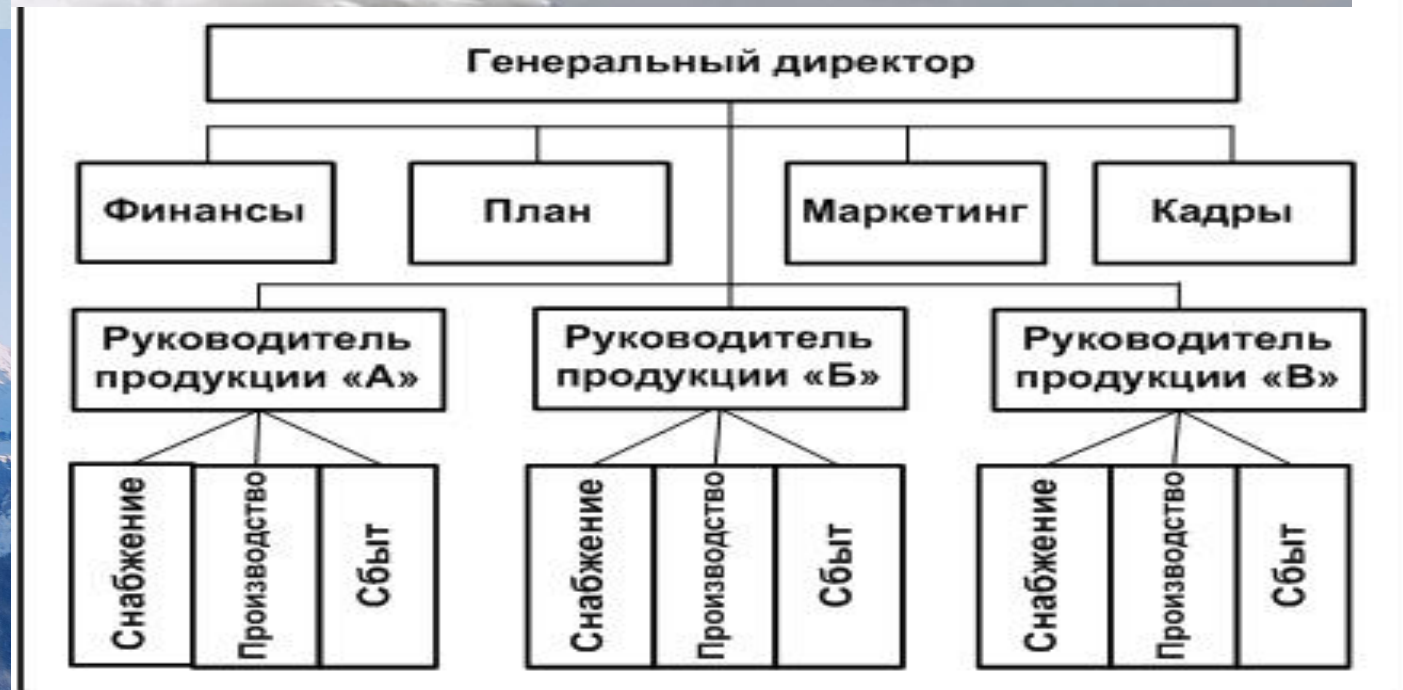 Генеральный директор
Финансы
План
Маркетинг
Кадры
Руководитель
продукции «А»
Руководитель
продукции «Б»
Руководитель
продукции «В»
Снабжение
Производство
Сбыт
Снабжение
Производство
Сбыт
Снабжение
Производство
Сбыт